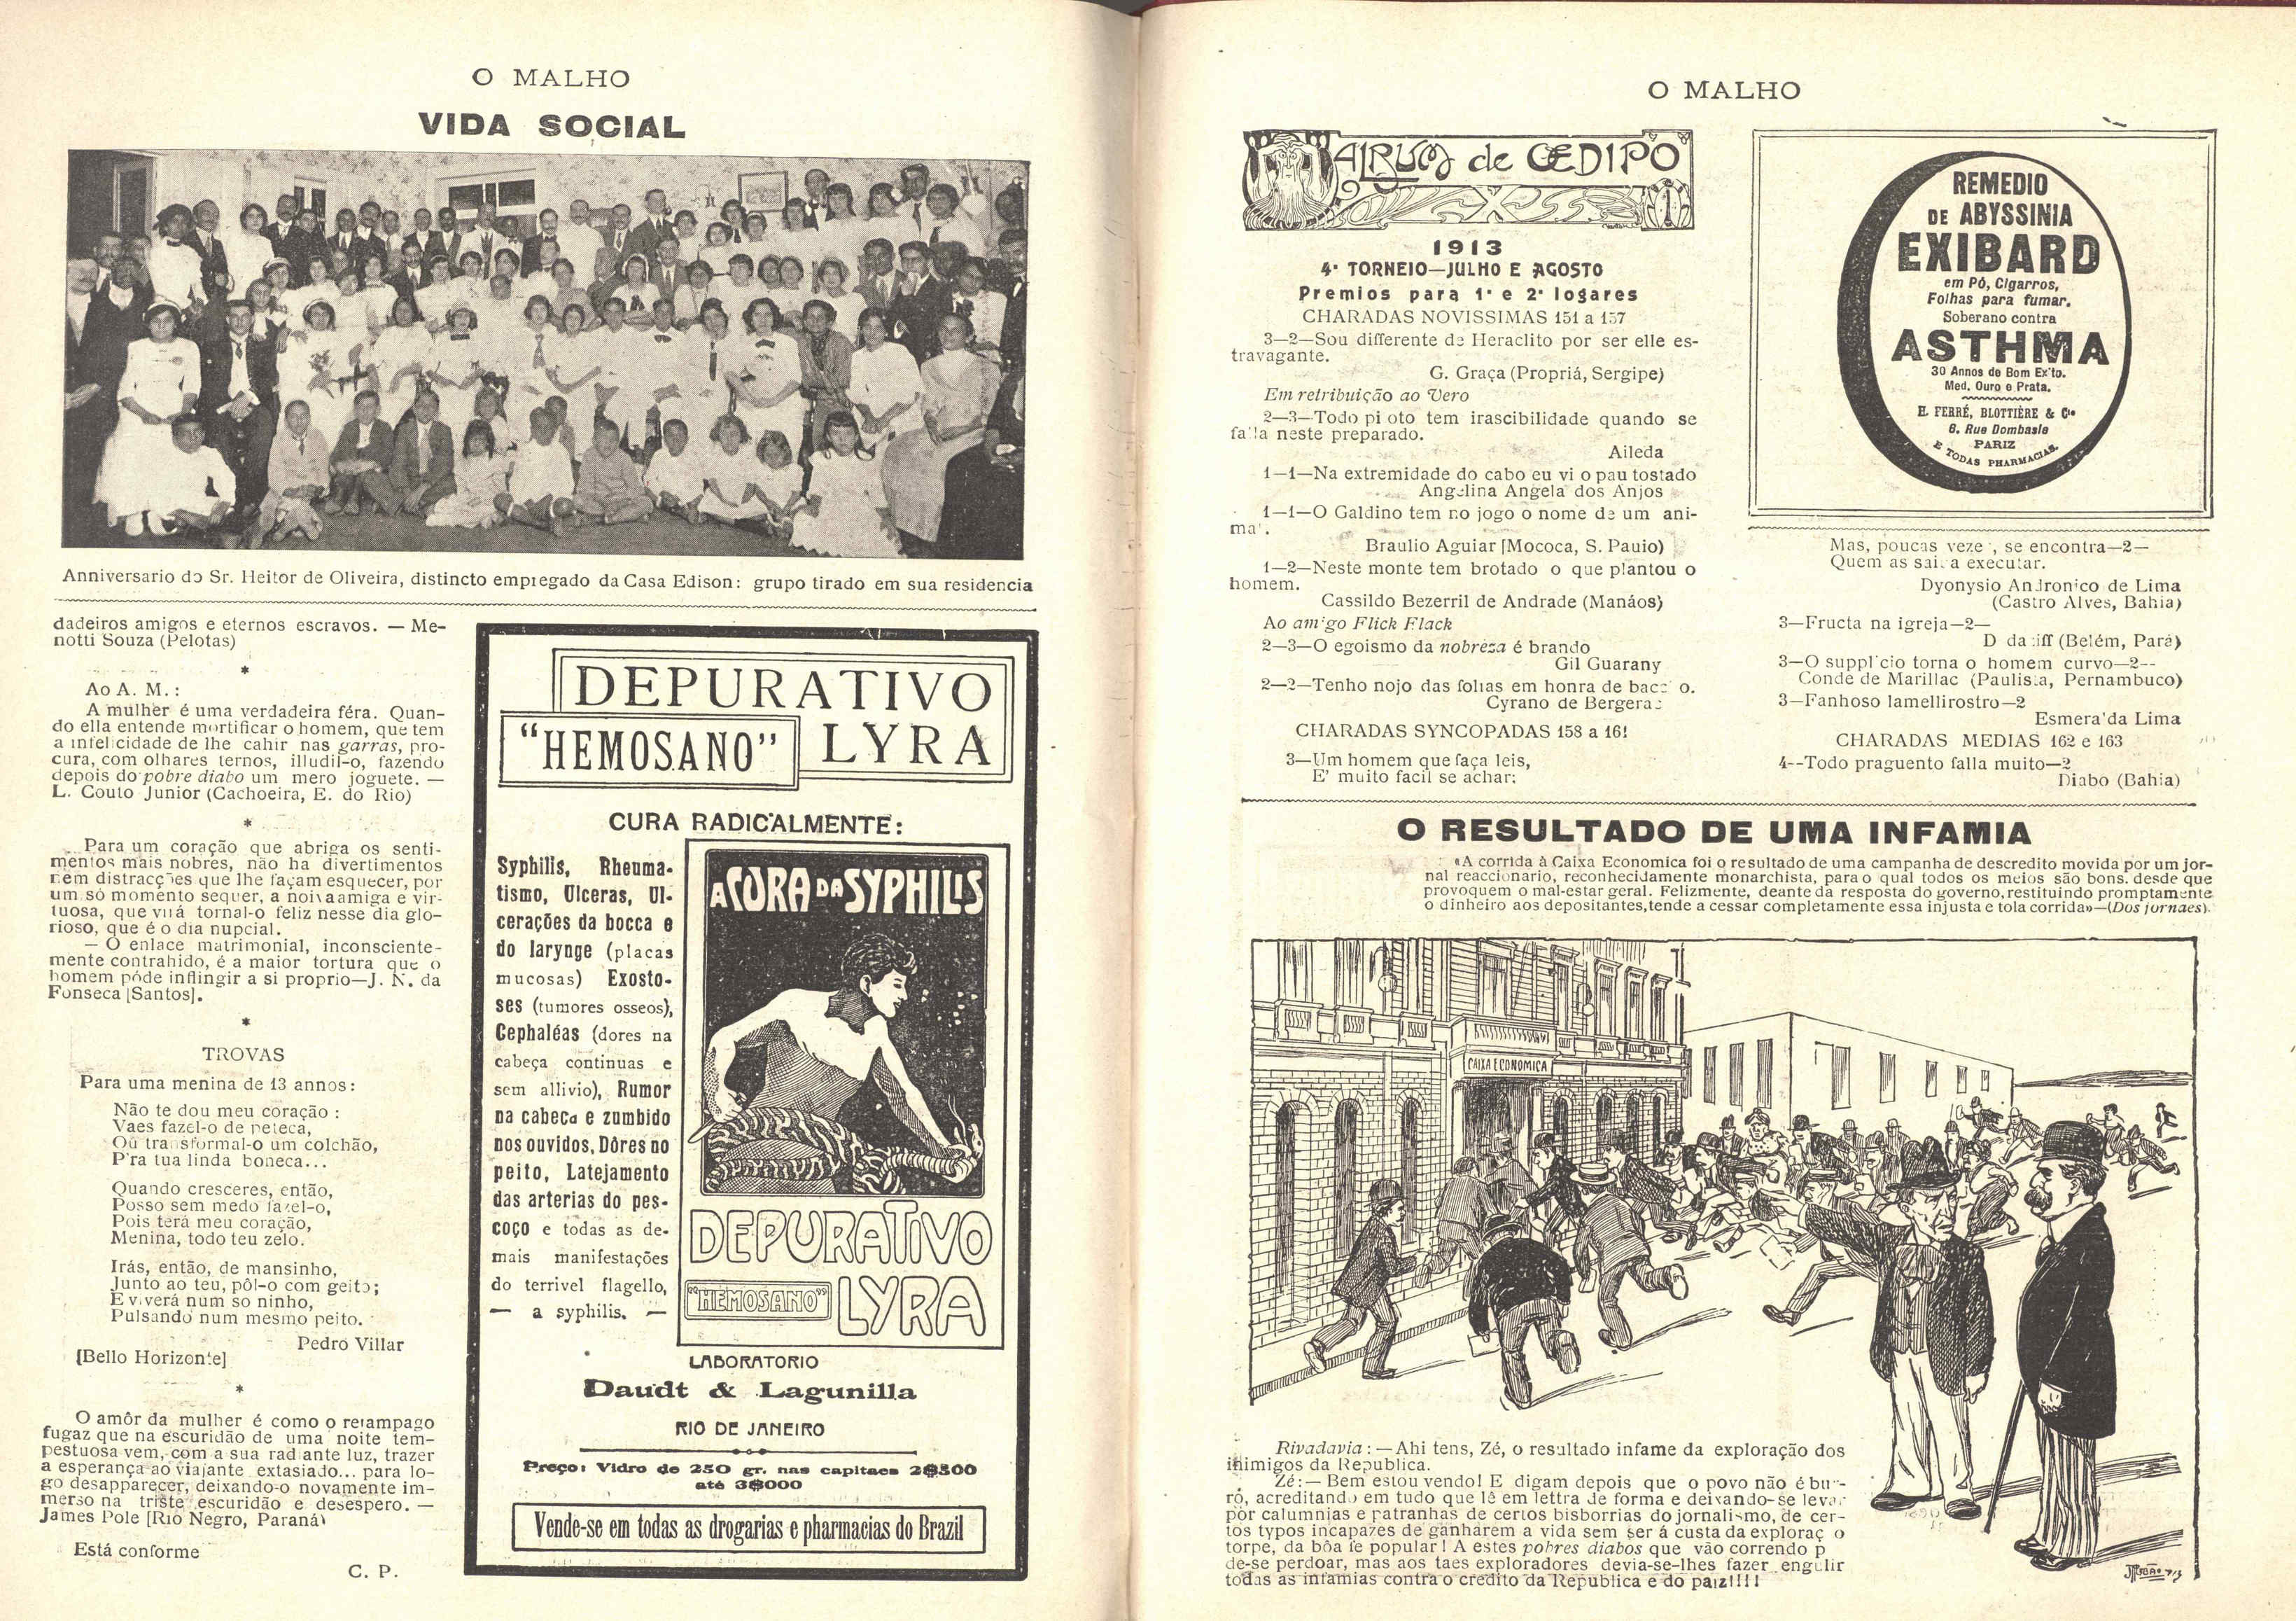 O MALHO
VIDA SOCIAL
Anniversario do Sr. Heitor de Oliveira, distincto empregado da Casa Edison: grupo tirado em sua residencia
dadeiros amigos e eternos escravos. — Me-
notti Souza (Pelotas)
*
Ao A. M.:
A mulher é uma verdadeira féra. Quan-
do ella entende mortificar o homem, que tem
a infelicidade de lhe cahir nas garras, pro-
cura, com olhares ternos, illudil-o, fazendo
depois do pobre diabo um mero joguete. —
L. Couto Junior (Cachoeira, E. do Rio)
*
Para um coração que abriga os senti-
mentos mais nobres, não ha divertimentos
nem distracções que lhe façam esquecer, por
um só momento sequer, a noiva amiga e vir-
tuosa, que virá tornal-o feliz nesse dia glo-
rioso, que é o dia nupcial.
— O enlace matrimonial, inconsciente-
mente contrahido, é a maior tortura que o
homem póde inflingir a si proprio—J. N. da
Fonseca [Santos].
*
TROVAS
Para uma menina de 13 annos:
Não te dou meu coração :
Vaes fazel-o de peteca,
Ou transformal-o um colchão,
P'ra tua linda boneca...
Quando cresceres, então,
Posso sem medo fazel-o,
Pois terá meu coração,
Menina, todo teu zelo.
Irás, então, de mansinho,
Junto ao teu, pôl-o com geito;
E viverá num so ninho,
Pulsando num mesmo peito.
Pedro Villar
[Bello Horizonte]
*
O amôr da mulher é como o relampago
fugaz que na escuridão de uma noite tem-
pestuosa vem, com a sua radiante luz, trazer
a esperança ao viajante extasiado... para lo-
go desapparecer, deixando-o novamente im-
merso na triste escuridão e desespero. —
James Pole [Rio Negro, Paraná)
Está conforme
C. P.
DEPURATIVO
"HEMOSANO" LYRA
CURA RADICALMENTE:
Syphilis, Rheuma-
tismo, Ulceras, Ul-
cerações da bocca e
do larynge (placas
mucosas) Exosto-
ses (tumores osseos),
Cephaléas (dores na
cabeça continuas e
sem allivio), Rumor
na cabeca e zumbido
nos ouvidos, Dôres no
peito, Latejamento
das arterias do pes-
coço e todas as de-
mais manifestações
do terrivel flagello,
— a syphilis. —
A CURA DA SYPHILIS
DEPURATIVO
"HEMOSANO" LYRA
LABORATORIO
Daudt & Lagunilla
RIO DE JANEIRO
Preço: Vidro de 250 gr. nas capitaes 2$500
até 3$000
Vende-se em todas as drogarias e pharmacias do Brazil
O MALHO
ALBUM de ŒDIPO
1913
4º TORNEIO—JULHO E AGOSTO
Premios para 1º e 2º logares
CHARADAS NOVISSIMAS 151 a 157
3—2—Sou differente de Heraclito por ser elle es-
travagante.
G. Graça (Propriá, Sergipe)
Em retribuição ao Vero
2—3—Todo pi oto tem irascibilidade quando se
falla neste preparado.
Aileda
1—1—Na extremidade do cabo eu vi o pau tostado
Angelina Angela dos Anjos
1—1—O Galdino tem no jogo o nome de um ani-
mal.
Braulio Aguiar [Mococa, S. Paulo)
1—2—Neste monte tem brotado o que plantou o
homem.
Cassildo Bezerril de Andrade (Manáos)
Ao amigo Flick Flack
2—3—O egoismo da nobreza é brando
Gil Guarany
2—2—Tenho nojo das folias em honra de bacc o.
Cyrano de Bergerac
CHARADAS SYNCOPADAS 158 a 161
3—Um homem que faça leis,
E' muito facil se achar;
REMEDIO
DE ABYSSINIA
EXIBARD
em Pó, Cigarros,
Folhas para fumar.
Soberano contra
ASTHMA
30 Annos de Bom Exito.
Med. Ouro e Prata.
H. FERRÉ, BLOTTIÈRE & Cie
6, Rue Dombasle
PARIZ
E TODAS PHARMACIAS.
Mas, poucas veze , se encontra—2—
Quem as saiba executar.
Dyonysio Andronico de Lima
(Castro Alves, Bahia)
3—Fructa na igreja—2—
(Belém, Pará)
3—O supplicio torna o homem curvo—2--
Conde de Marillac (Paulista, Pernambuco)
3—Fanhoso lamellirostro—2
Esmeralda Lima
CHARADAS MEDIAS 162 e 163
4--Todo praguento falla muito—2
Diabo (Bahia)
O RESULTADO DE UMA INFAMIA
«A corrida à Caixa Economica foi o resultado de uma campanha de descredito movida por um jor-
nal reaccionario, reconhecidamente monarchista, para o qual todos os meios são bons. desde que
provoquem o mal-estar geral. Felizmente, deante da resposta do governo, restituindo promptamente
o dinheiro aos depositantes, tende a cessar completamente essa injusta e tola corrida»—(Dos jornaes).
CAIXA ECONOMICA
Rivadavia : —Ahi tens, Zé, o resultado infame da exploração dos
inimigos da Republica.
Zé: — Bem estou vendo! E digam depois que o povo não é bur-
ro, acreditando em tudo que lê em lettra de forma e deixando-se levar
por calumnias e patranhas de certos bisborrias do jornalismo, de cer-
tos typos incapazes de ganharem a vida sem ser á custa da exploraç o
torpe, da bôa fe popular! A estes pobres diabos que vão correndo p
de-se perdoar, mas aos taes exploradores devia-se-lhes fazer engulir
todas as infamias contra o credito da Republica e do paiz!!!!